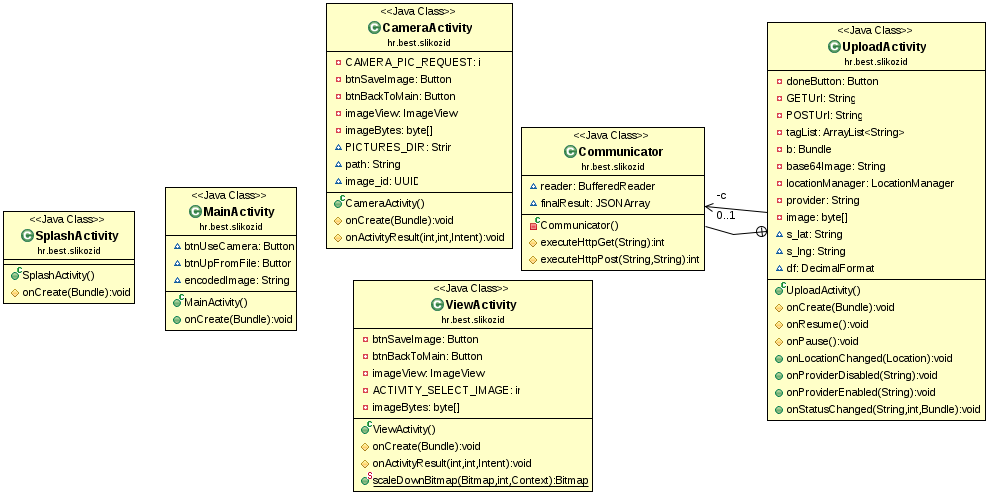 <<Java Class>>
SplashActivity
hr.best.slikozid
SplashActivity()
onCreate(Bundle):void
<<Java Class>>
MainActivity
hr.best.slikozid
btnUseCamera: Button
btnUpFromFile: Buttor
encodedImage: String
MainActivity()
onCreate(Bundle):void
<<Java Class>>
CameraActivity
hr.best.slikozid
CAMERA_PIC_REQUEST: i
btnSaveImage: Button
btnBackToMain: Button
imageView: ImageView
imageBytes: byte[]
PICTURES_DIR: Strir
path: String
image_id: UUID
CameraActivity()
onCreate(Bundle):void
onActivityResult(int,int,Intent):void
<<Java Class>>
ViewActivity
hr.best.slikozid
btnSaveImage: Button
btnBackToMain: Button
imageView: ImageView
ACTIVITY_SELECT_IMAGE: ir
imageBytes: byte[]
ViewActivity()
onCreate(Bundle):void
onActivityResult(int,int,Intent):void
scaleDownBitmap(Bitmap,int,Context):Bitmap
<<Java Class>>
Communicator
hr.best.slikozid
reader: BufferedReader
finalResult: JSONArray
Communicator()
executeHttpGet(String):int
executeHttpPost(String,String):int
-c
0..1
<<Java Class>>
UploadActivity
hr.best.slikozid
doneButton: Button
GETUrl: String
POSTUrl: String
tagList: ArrayList<String>
b: Bundle
base64Image: String
locationManager: LocationManager
provider: String
image: byte[]
s_lat: String
s_lng: String
df: DecimalFormat
UploadActivity()
onCreate(Bundle):void
onResume():void
onPause():void
onLocationChanged(Location):void
onProviderDisabled(String):void
onProviderEnabled(String):void
onStatusChanged(String,int,Bundle):void